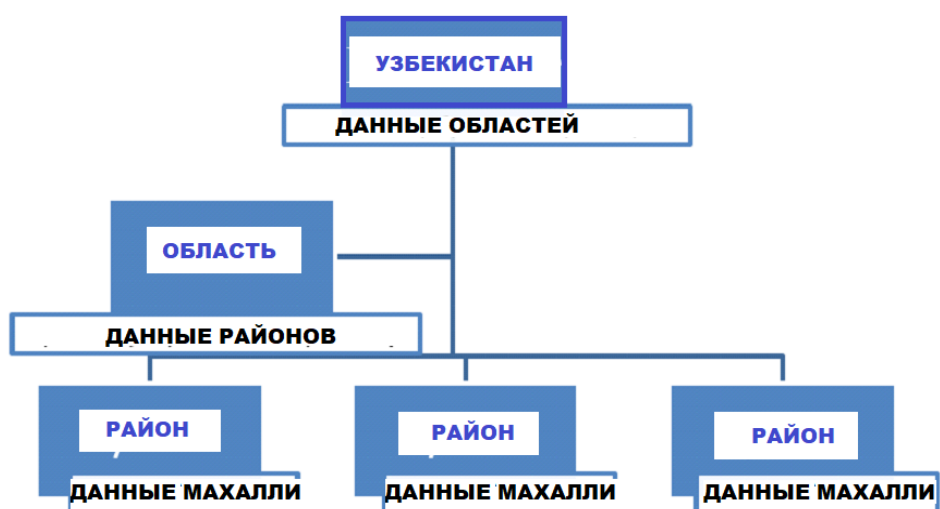 УЗБЕКИСТАН
ДАННЫЕ ОБЛАСТЕЙ
ОБЛАСТЬ
ДАННЫЕ РАЙОНОВ
РАЙОН
РАЙОН
РАЙОН
ДАННЫЕ МАХАЛЛИ
ДАННЫЕ МАХАЛЛИ
ДАННЫЕ МАХАЛЛИ